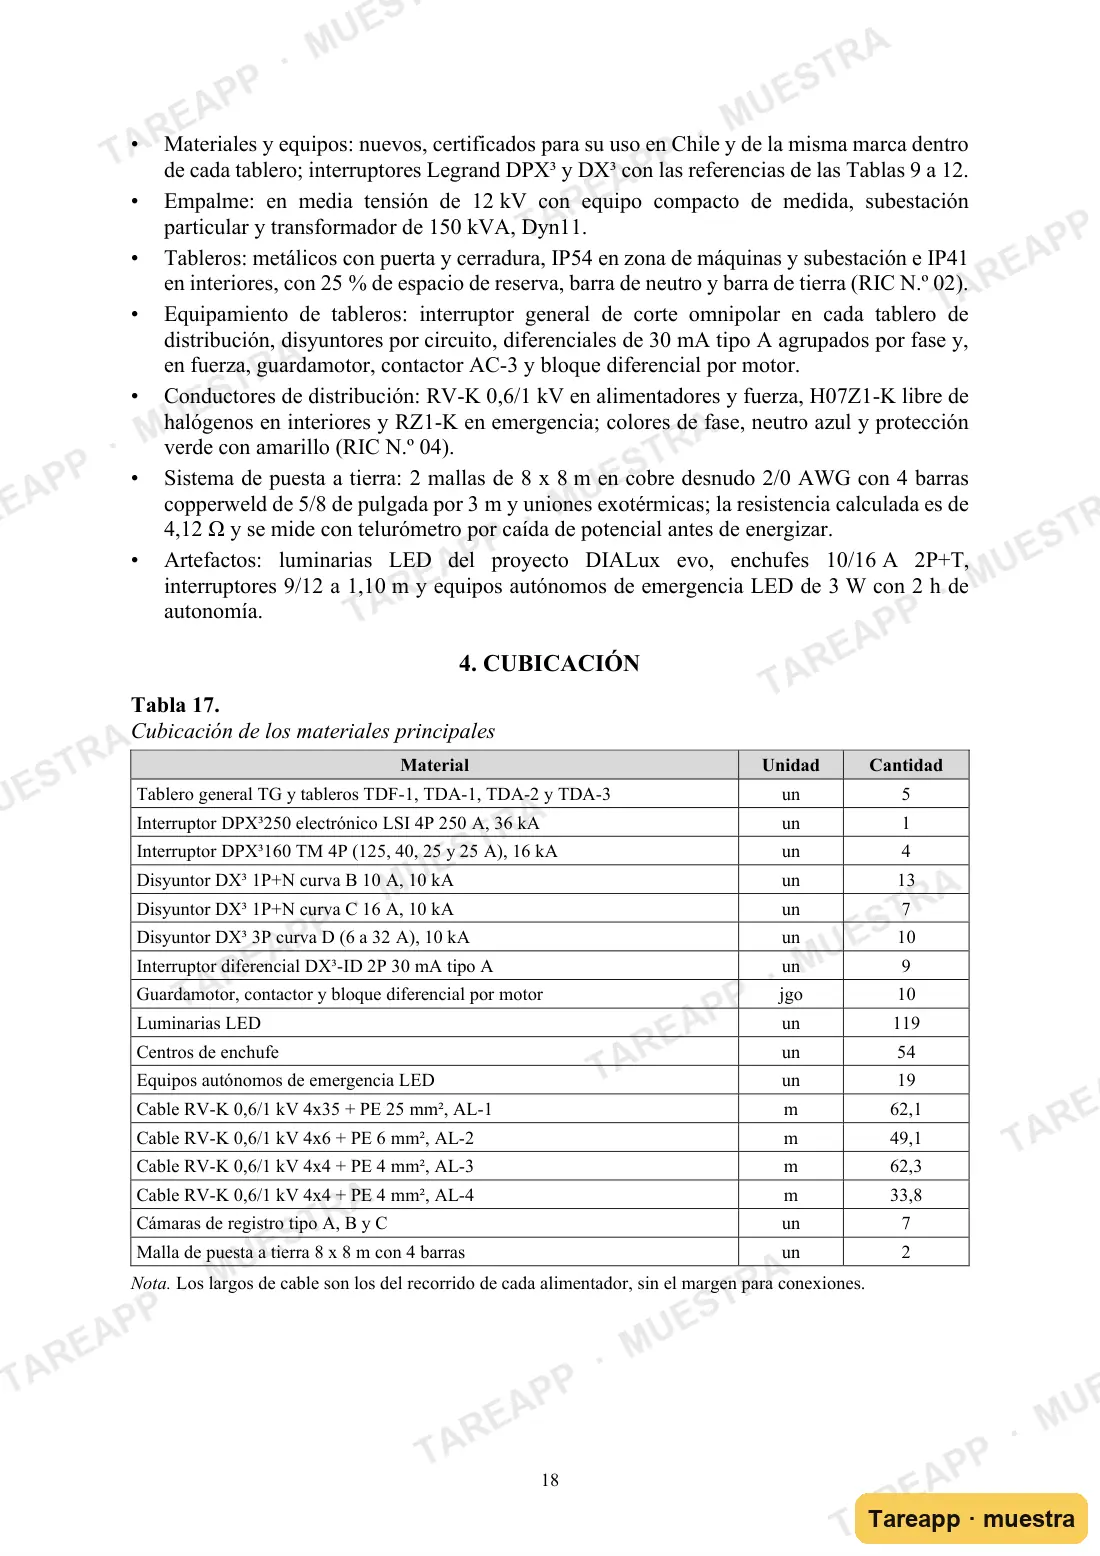 • Materiales y equipos: nuevos, certificados para su uso en Chile y de la misma marca dentro
de cada tablero; interruptores Legrand DPX³ y DX³ con las referencias de las Tablas 9 a 12.
• Empalme: en media tensión de 12 kV con equipo compacto de medida, subestación
particular y transformador de 150 kVA, Dyn11.
• Tableros: metálicos con puerta y cerradura, IP54 en zona de máquinas y subestación e IP41
en interiores, con 25 % de espacio de reserva, barra de neutro y barra de tierra (RIC N.º 02).
• Equipamiento de tableros: interruptor general de corte omnipolar en cada tablero de
distribución, disyuntores por circuito, diferenciales de 30 mA tipo A agrupados por fase y,
en fuerza, guardamotor, contactor AC-3 y bloque diferencial por motor.
• Conductores de distribución: RV-K 0,6/1 kV en alimentadores y fuerza, H07Z1-K libre de
halógenos en interiores y RZ1-K en emergencia; colores de fase, neutro azul y protección
verde con amarillo (RIC N.º 04).
• Sistema de puesta a tierra: 2 mallas de 8 x 8 m en cobre desnudo 2/0 AWG con 4 barras
copperweld de 5/8 de pulgada por 3 m y uniones exotérmicas; la resistencia calculada es de
4,12 Ω y se mide con telurómetro por caída de potencial antes de energizar.
• Artefactos: luminarias LED del proyecto DIALux evo, enchufes 10/16 A 2P+T,
interruptores 9/12 a 1,10 m y equipos autónomos de emergencia LED de 3 W con 2 h de
autonomía.
4. CUBICACIÓN
Tabla 17.
Cubicación de los materiales principales
Material Unidad Cantidad
Tablero general TG y tableros TDF-1, TDA-1, TDA-2 y TDA-3 un 5
Interruptor DPX³250 electrónico LSI 4P 250 A, 36 kA un 1
Interruptor DPX³160 TM 4P (125, 40, 25 y 25 A), 16 kA un 4
Disyuntor DX³ 1P+N curva B 10 A, 10 kA un 13
Disyuntor DX³ 1P+N curva C 16 A, 10 kA un 7
Disyuntor DX³ 3P curva D (6 a 32 A), 10 kA un 10
Interruptor diferencial DX³-ID 2P 30 mA tipo A un 9
Guardamotor, contactor y bloque diferencial por motor jgo 10
Luminarias LED un 119
Centros de enchufe un 54
Equipos autónomos de emergencia LED un 19
Cable RV-K 0,6/1 kV 4x35 + PE 25 mm², AL-1 m 62,1
Cable RV-K 0,6/1 kV 4x6 + PE 6 mm², AL-2 m 49,1
Cable RV-K 0,6/1 kV 4x4 + PE 4 mm², AL-3 m 62,3
Cable RV-K 0,6/1 kV 4x4 + PE 4 mm², AL-4 m 33,8
Cámaras de registro tipo A, B y C un 7
Malla de puesta a tierra 8 x 8 m con 4 barras un 2
Nota. Los largos de cable son los del recorrido de cada alimentador, sin el margen para conexiones.
18
TAREAPP · MUESTRA
Tareapp · muestra